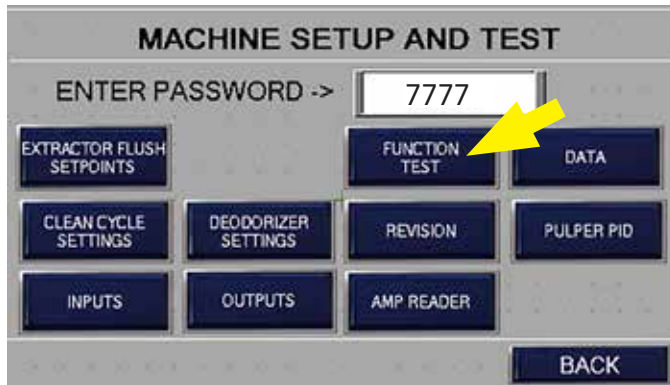 MACHINE SETUP AND TEST
ENTER PASSWORD -> 7777
EXTRACTOR FLUSH
SETPOINTS
FUNCTION
TEST
DATA
CLEAN CYCLE
SETTINGS
DEODORIZER
SETTINGS
REVISION
PULPER PID
INPUTS
OUTPUTS
AMP READER
BACK